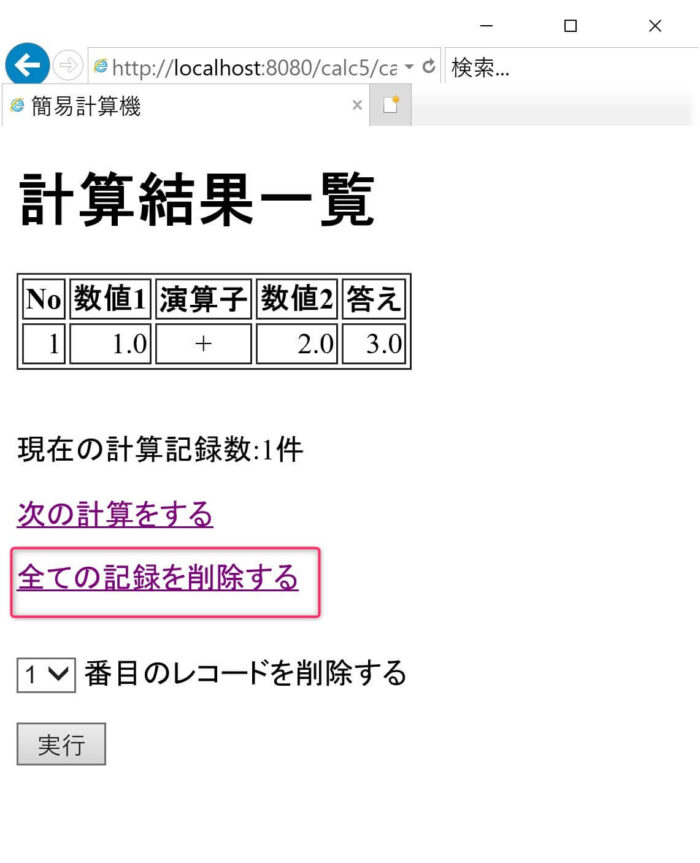 http://localhost:8080/calc5/ca 検索...
簡易計算機
計算結果一覧
No 数値1 演算子 数値2 答え
1 1.0 + 2.0 3.0
現在の計算記録数:1件
次の計算をする
全ての記録を削除する
1 番目のレコードを削除する
実行